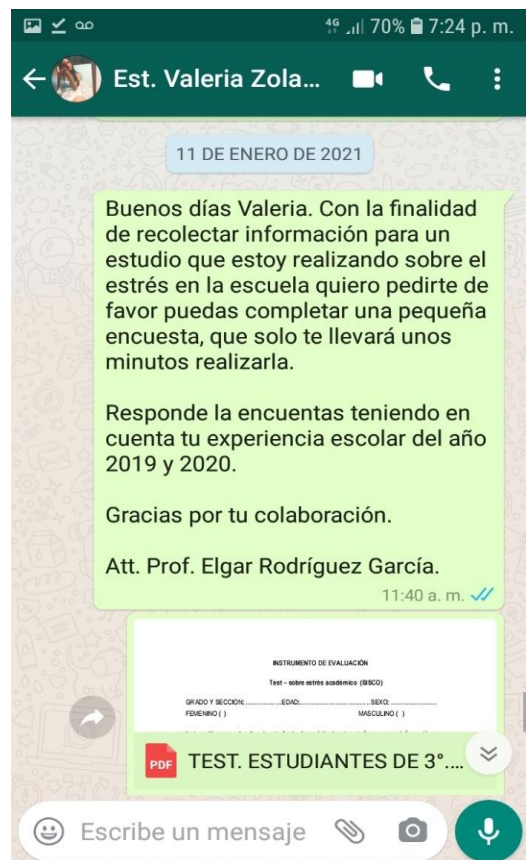 4G 70% 7:24 p. m.
Est. Valeria Zola...
11 DE ENERO DE 2021
Buenos días Valeria. Con la finalidad
de recolectar información para un
estudio que estoy realizando sobre el
estrés en la escuela quiero pedirte de
favor puedas completar una pequeña
encuesta, que solo te llevará unos
minutos realizarla.
Responde la encuentas teniendo en
cuenta tu experiencia escolar del año
2019 y 2020.
Gracias por tu colaboración.
Att. Prof. Elgar Rodríguez García.
11:40 a. m.
INSTRUMENTO DE EVALUACIÓN
Test – sobre estrés académico (SISCO)
GRADO Y SECCION:..................EDAD:.......................... SEXO: ......................
FEMENINO ( ) MASCULINO ( )
PDF TEST. ESTUDIANTES DE 3°....
Escribe un mensaje